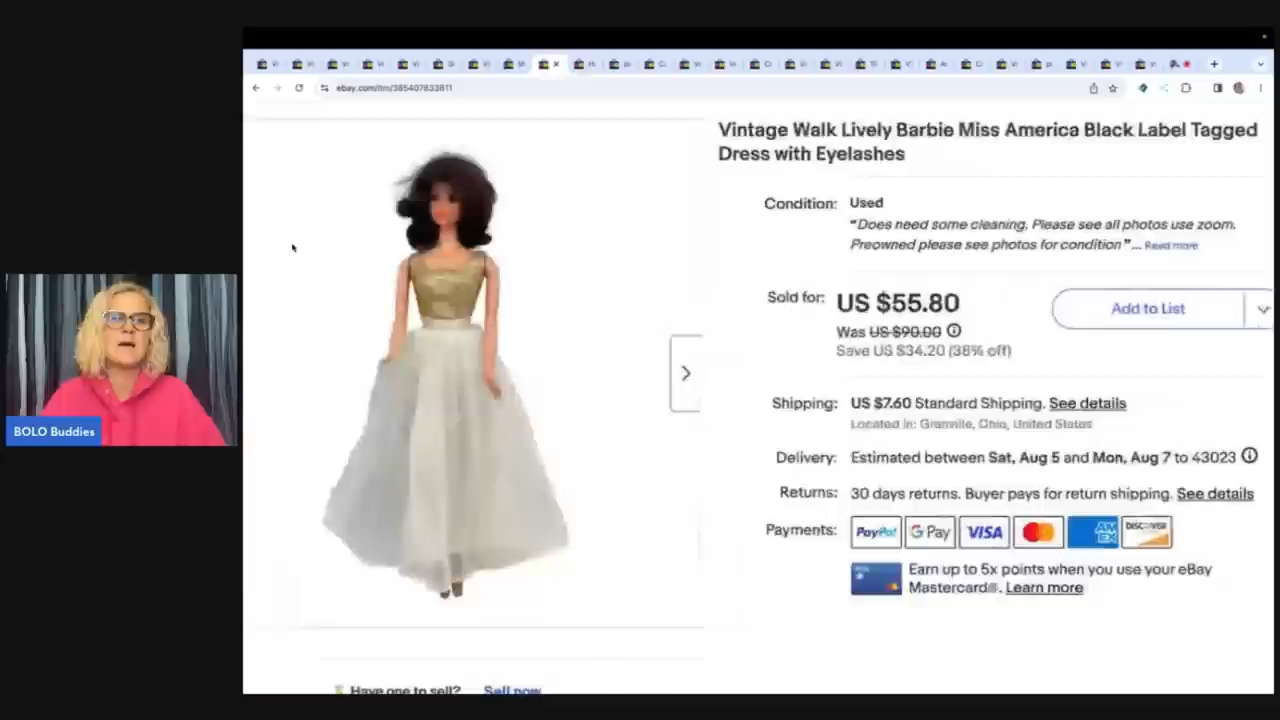 ebay.com/itm/385407833811
Vintage Walk Lively Barbie Miss America Black Label Tagged
Dress with Eyelashes
Condition: Used
"Does need some cleaning. Please see all photos use zoom.
Preowned please see photos for condition"... Read more
Sold for: US $55.80
Add to List
Was US $90.00
Save US $34.20 (38% off)
Shipping: US $7.60 Standard Shipping. See details
Located in: Granville, Ohio, United States
Delivery: Estimated between Sat, Aug 5 and Mon, Aug 7 to 43023
Returns: 30 days returns. Buyer pays for return shipping. See details
Payments: PayPal G Pay VISA AM EX DISCOVER
Earn up to 5x points when you use your eBay
Mastercard®. Learn more
Have one to sell? Sell now
BOLO Buddies